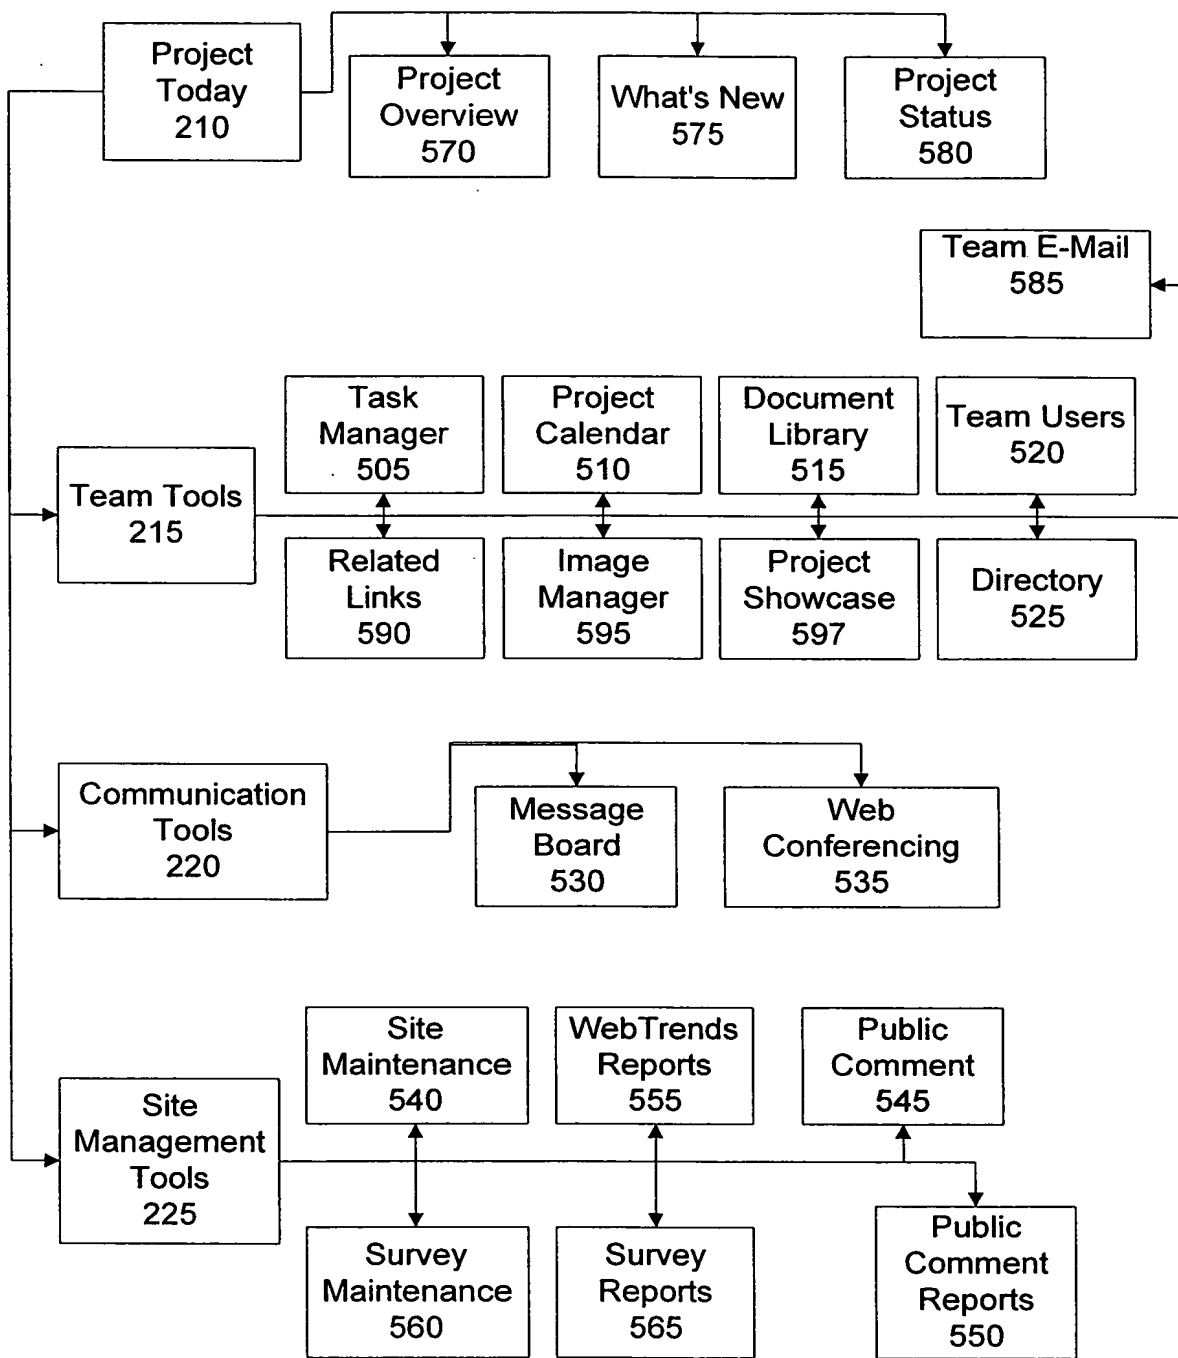 Project
Today
210
Project
Overview
570
What's New
575
Project
Status
580
Team E-Mail
585
Task
Manager
505
Project
Calendar
510
Document
Library
515
Team Users
520
Team Tools
215
Related
Links
590
Image
Manager
595
Project
Showcase
597
Directory
525
Communication
Tools
220
Message
Board
530
Web
Conferencing
535
Site
Maintenance
540
WebTrends
Reports
555
Public
Comment
545
Site
Management
Tools
225
Survey
Maintenance
560
Survey
Reports
565
Public
Comment
Reports
550